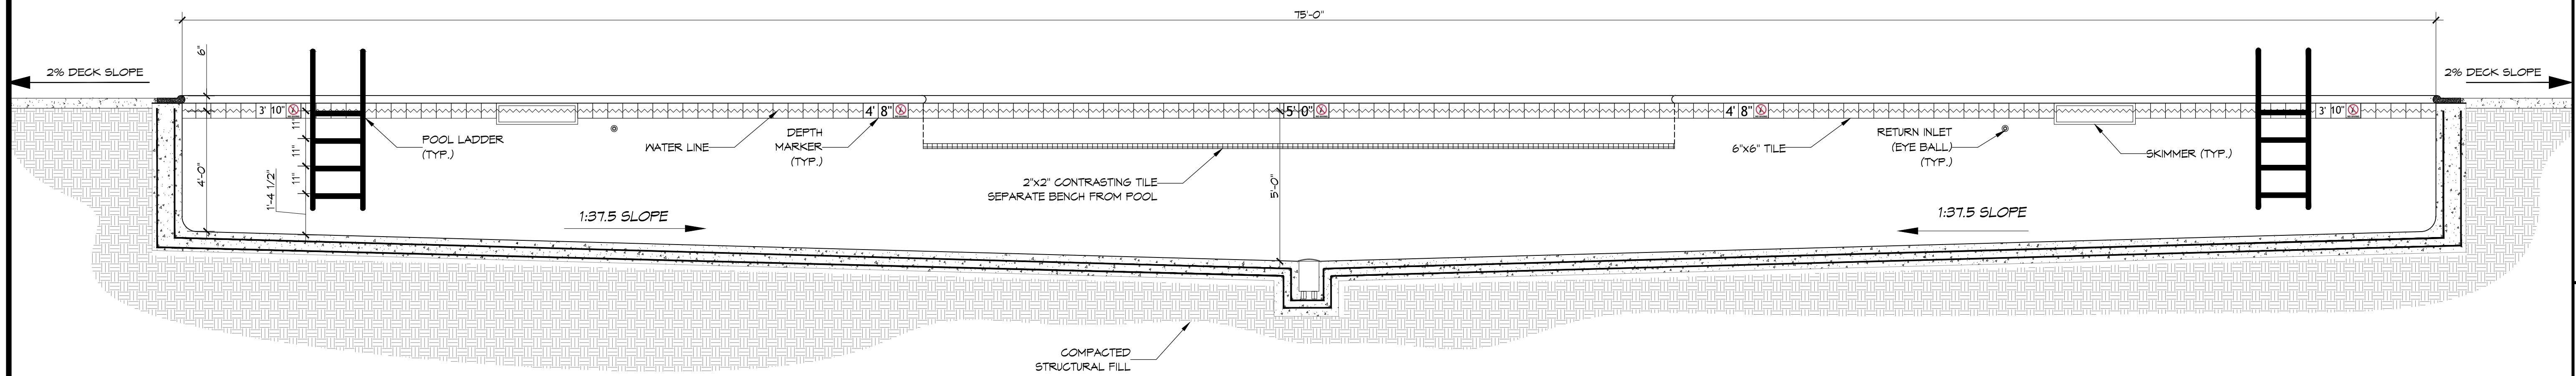 75'-0"
6"
2% DECK SLOPE
2% DECK SLOPE
3' 10"
4' 8"
5' 0"
4' 8"
3' 10"
11"
11"
11"
4'-0"
1'-4 1/2"
POOL LADDER
(TYP.)
WATER LINE
DEPTH
MARKER
(TYP.)
2"x2" CONTRASTING TILE
SEPARATE BENCH FROM POOL
5'-0"
6"x6" TILE
RETURN INLET
(EYE BALL)
(TYP.)
SKIMMER (TYP.)
1:37.5 SLOPE
1:37.5 SLOPE
COMPACTED
STRUCTURAL FILL